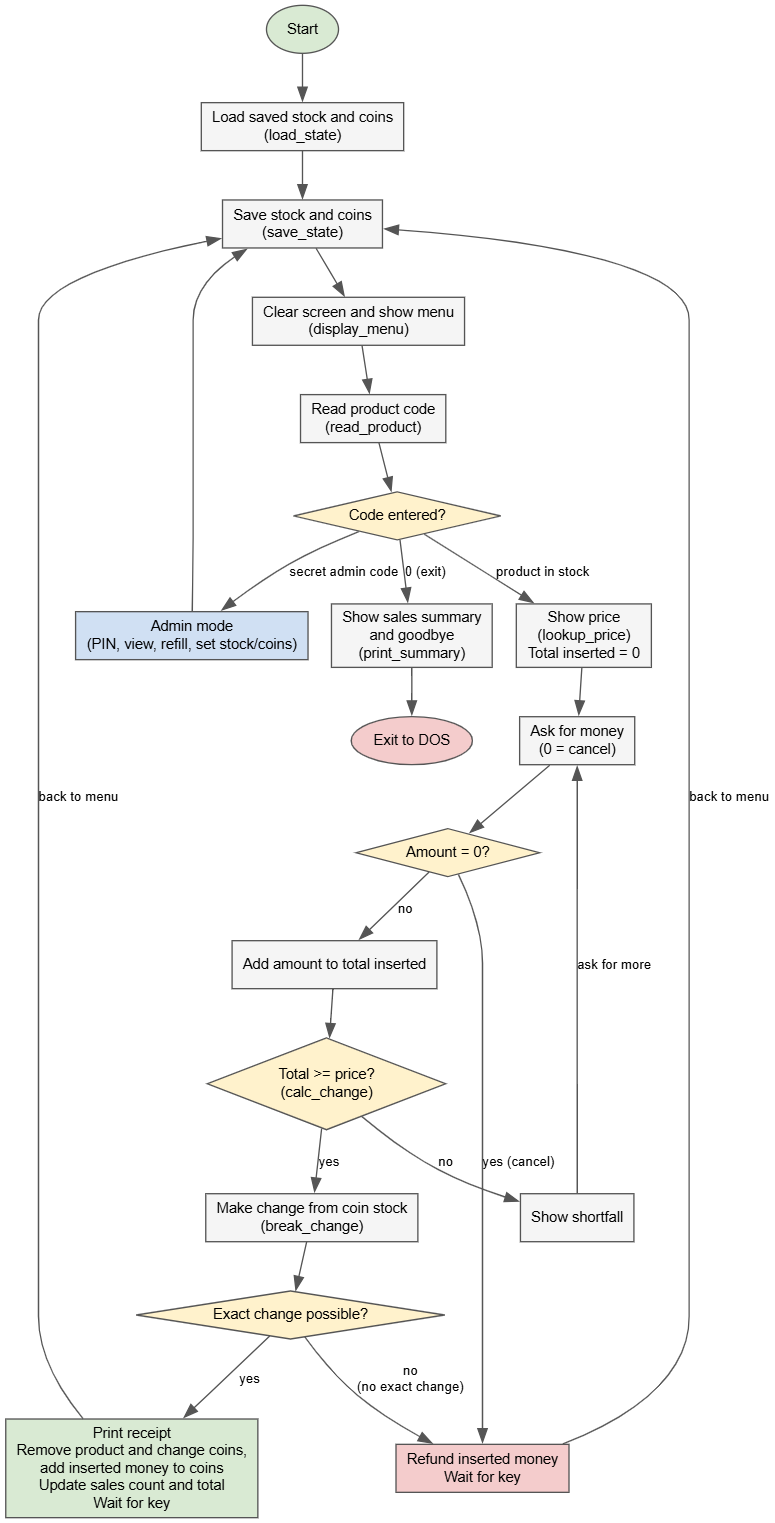 Start
Load saved stock and coins
(load_state)
Save stock and coins
(save_state)
Clear screen and show menu
(display_menu)
Read product code
(read_product)
Code entered?
secret admin code
0 (exit)
product in stock
Admin mode
(PIN, view, refill, set stock/coins)
Show sales summary
and goodbye
(print_summary)
Show price
(lookup_price)
Total inserted = 0
Exit to DOS
Ask for money
(0 = cancel)
back to menu
back to menu
Amount = 0?
no
Add amount to total inserted
ask for more
Total >= price?
(calc_change)
yes
no
yes (cancel)
Make change from coin stock
(break_change)
Show shortfall
Exact change possible?
yes
no
(no exact change)
Print receipt
Remove product and change coins,
add inserted money to coins
Update sales count and total
Wait for key
Refund inserted money
Wait for key